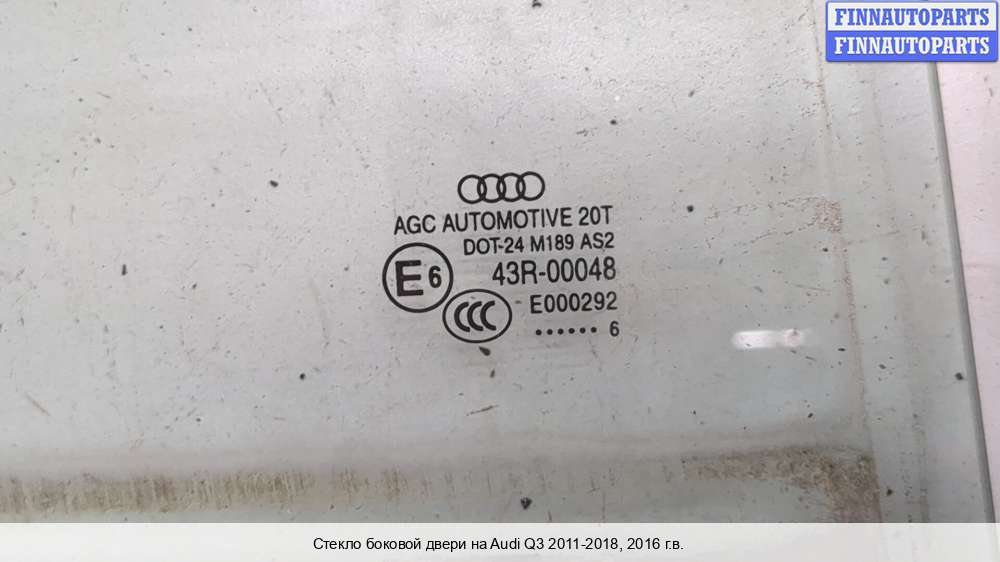 FINNAUTOPARTS
FINNAUTOPARTS
AGC AUTOMOTIVE 20T
DOT-24 M189 AS2
E6 43R-00048
CCC E000292
...... 6
Стекло боковой двери на Audi Q3 2011-2018, 2016 г.в.